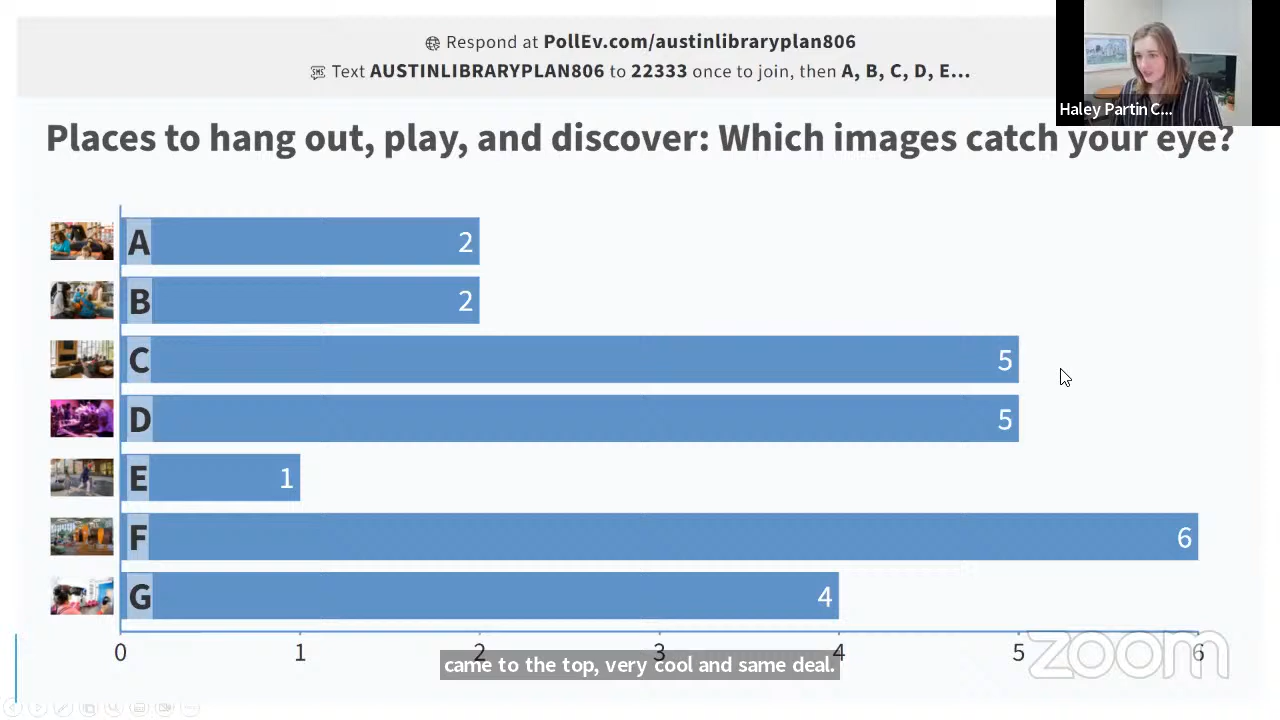 Respond at PollEv.com/austinlibraryplan806
Text AUSTINLIBRARYPLAN806 to 22333 once to join, then A, B, C, D, E...
Haley Partin C...
Places to hang out, play, and discover: Which images catch your eye?
A 2
B 2
C 5
D 5
E 1
F 6
G 4
0 1 2 3 4 5 6
came to the top, very cool and same deal.
zoom